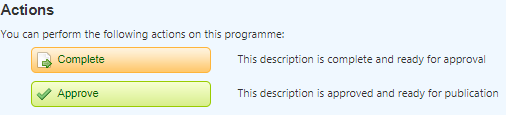 Actions
You can perform the following actions on this programme:
Complete This description is complete and ready for approval
Approve This description is approved and ready for publication